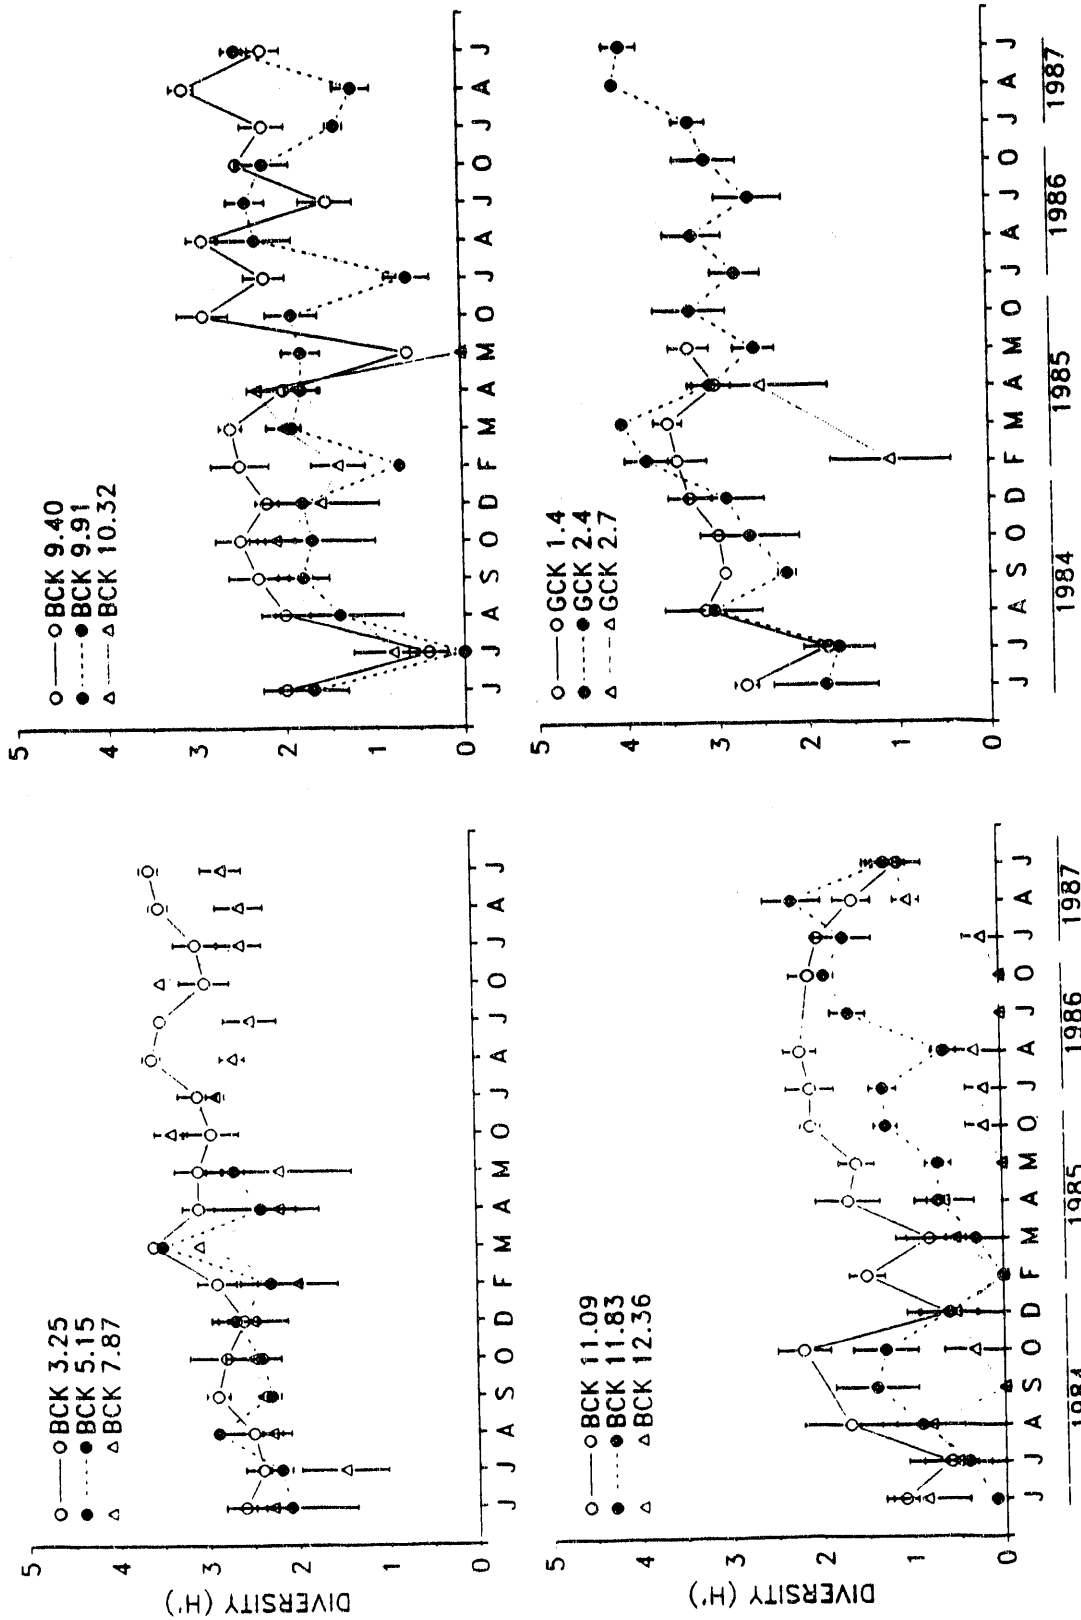 BCK 3.25
BCK 5.15
BCK 7.87
DIVERSITY (H')
5
4
3
2
1
0
J J A S O D F M A M O J A J O J A J
BCK 9.40
BCK 9.91
BCK 10.32
5
4
3
2
1
0
J J A S O D F M A M O J A J O J A J
BCK 11.09
BCK 11.83
BCK 12.36
DIVERSITY (H')
5
4
3
2
1
0
J J A S O D F M A M O J A J O J A J
1984 1985 1986 1987
GCK 1.4
GCK 2.4
GCK 2.7
5
4
3
2
1
0
J J A S O D F M A M O J A J O J A J
1984 1985 1986 1987